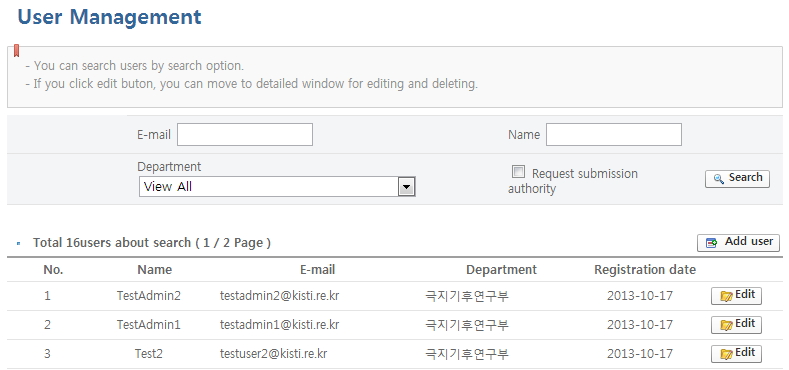 User Management
- You can search users by search option.
- If you click edit buton, you can move to detailed window for editing and deleting.
E-mail Name
Department
View All
Request submission
authority
Search
Total 16users about search ( 1 / 2 Page ) Add user
No. Name E-mail Department Registration date
1 TestAdmin2 testadmin2@kisti.re.kr 극지기후연구부 2013-10-17 Edit
2 TestAdmin1 testadmin1@kisti.re.kr 극지기후연구부 2013-10-17 Edit
3 Test2 testuser2@kisti.re.kr 극지기후연구부 2013-10-17 Edit